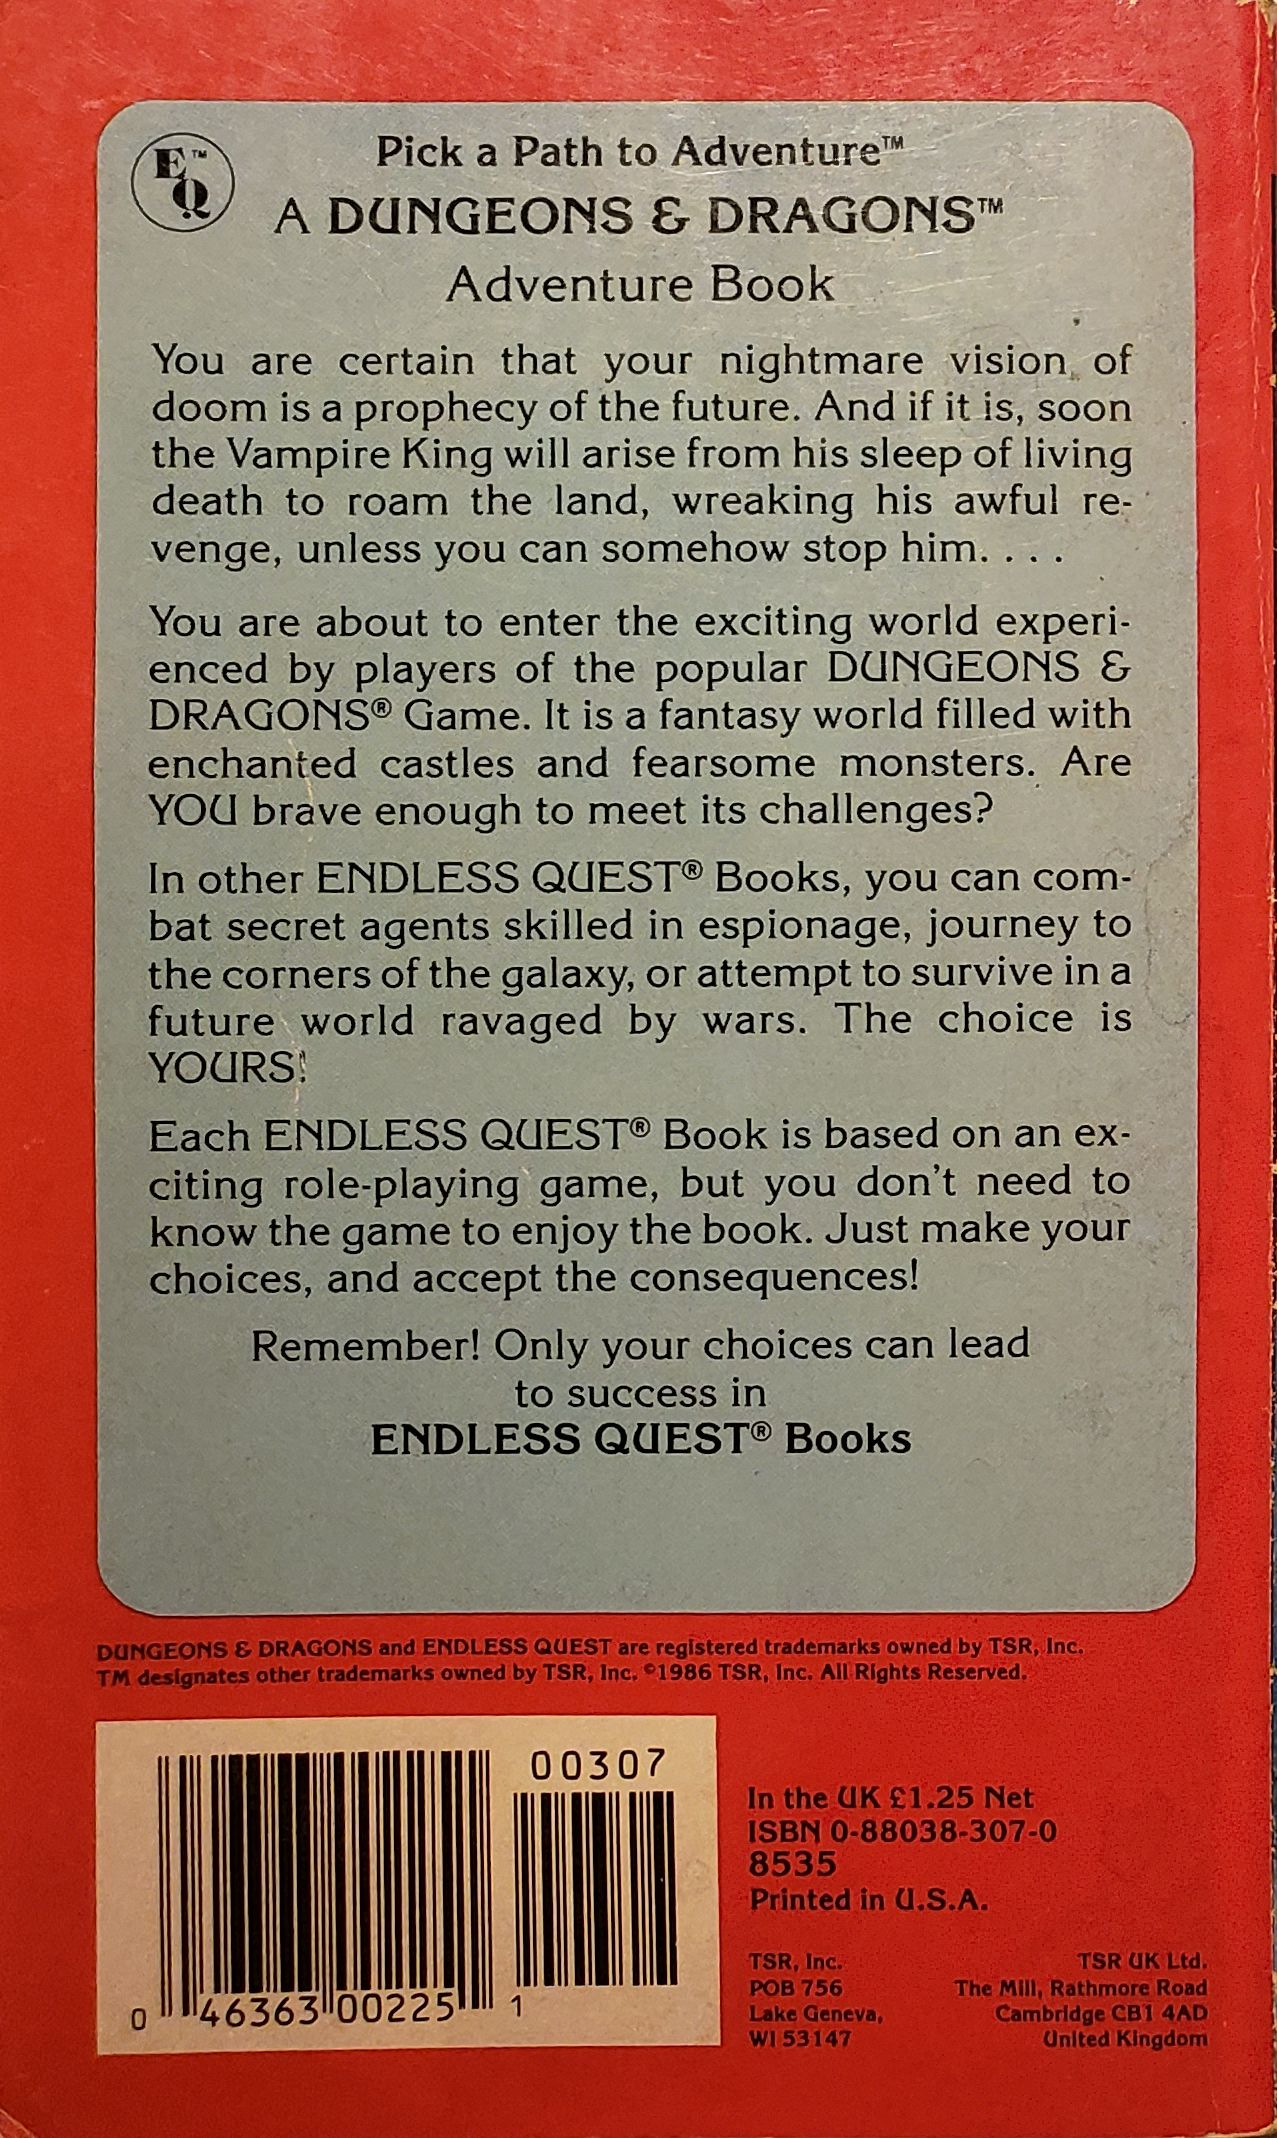 E™
Q
Pick a Path to Adventure™
A DUNGEONS & DRAGONS™
Adventure Book
You are certain that your nightmare vision of
doom is a prophecy of the future. And if it is, soon
the Vampire King will arise from his sleep of living
death to roam the land, wreaking his awful re-
venge, unless you can somehow stop him. . . .
You are about to enter the exciting world experi-
enced by players of the popular DUNGEONS &
DRAGONS® Game. It is a fantasy world filled with
enchanted castles and fearsome monsters. Are
YOU brave enough to meet its challenges?
In other ENDLESS QUEST® Books, you can com-
bat secret agents skilled in espionage, journey to
the corners of the galaxy, or attempt to survive in a
future world ravaged by wars. The choice is
YOURS!
Each ENDLESS QUEST® Book is based on an ex-
citing role-playing game, but you don't need to
know the game to enjoy the book. Just make your
choices, and accept the consequences!
Remember! Only your choices can lead
to success in
ENDLESS QUEST® Books
DUNGEONS & DRAGONS and ENDLESS QUEST are registered trademarks owned by TSR, Inc.
TM designates other trademarks owned by TSR, Inc. ©1986 TSR, Inc. All Rights Reserved.
00307
0 46363 00225 1
In the UK £1.25 Net
ISBN 0-88038-307-0
8535
Printed in U.S.A.
TSR, Inc.
POB 756
Lake Geneva,
WI 53147
TSR UK Ltd.
The Mill, Rathmore Road
Cambridge CB1 4AD
United Kingdom